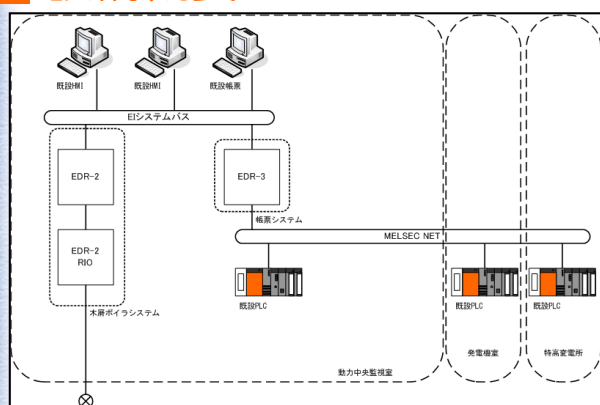 既設HMI
既設HMI
既設帳票
EIシステムバス
EDR-2
EDR-3
帳票システム
EDR-2
RIO
MELSEC NET
既設PLC
既設PLC
既設PLC
木屑ボイラシステム
発電機室
特高変電所
動力中央監視室